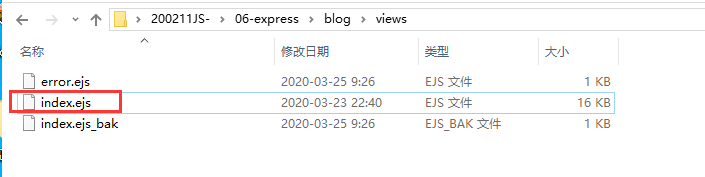 200211JS- › 06-express › blog › views
名称 修改日期 类型 大小
error.ejs 2020-03-25 9:26 EJS 文件 1 KB
index.ejs 2020-03-23 22:40 EJS 文件 16 KB
index.ejs_bak 2020-03-25 9:26 EJS_BAK 文件 1 KB